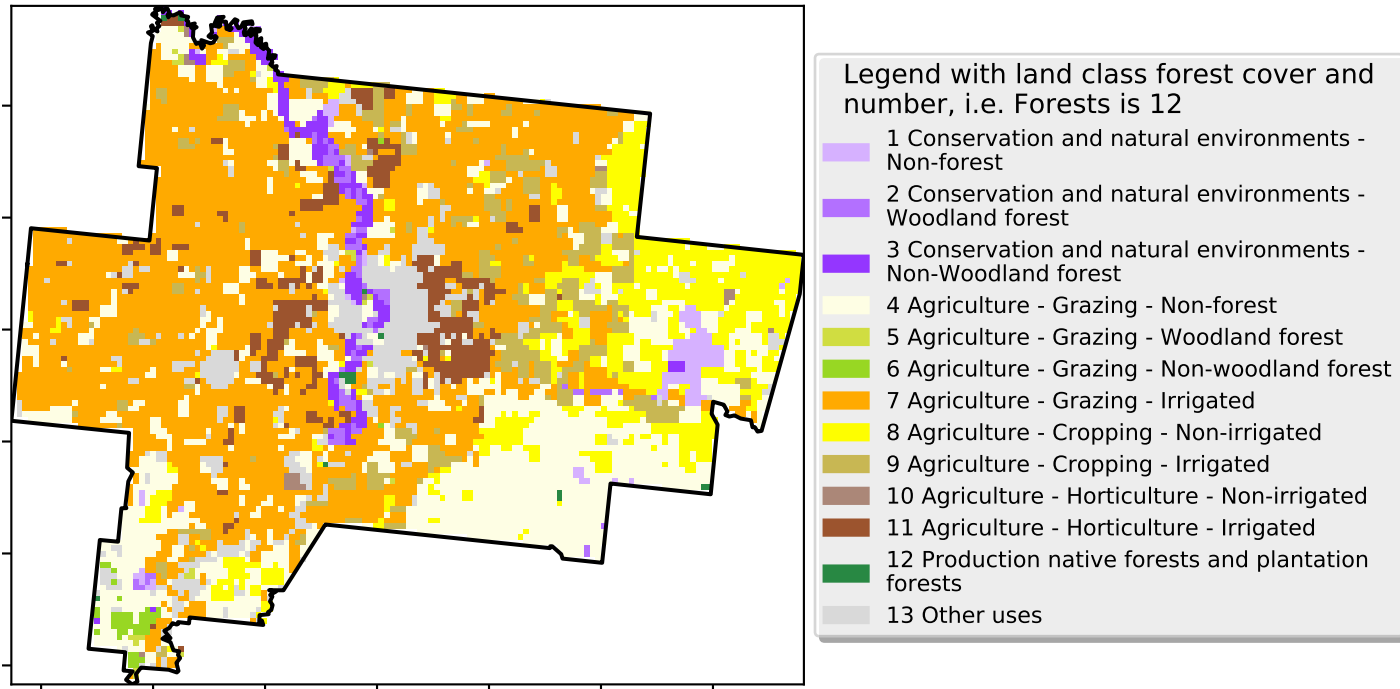 Legend with land class forest cover and
number, i.e. Forests is 12
1 Conservation and natural environments -
Non-forest
2 Conservation and natural environments -
Woodland forest
3 Conservation and natural environments -
Non-Woodland forest
4 Agriculture - Grazing - Non-forest
5 Agriculture - Grazing - Woodland forest
6 Agriculture - Grazing - Non-woodland forest
7 Agriculture - Grazing - Irrigated
8 Agriculture - Cropping - Non-irrigated
9 Agriculture - Cropping - Irrigated
10 Agriculture - Horticulture - Non-irrigated
11 Agriculture - Horticulture - Irrigated
12 Production native forests and plantation
forests
13 Other uses